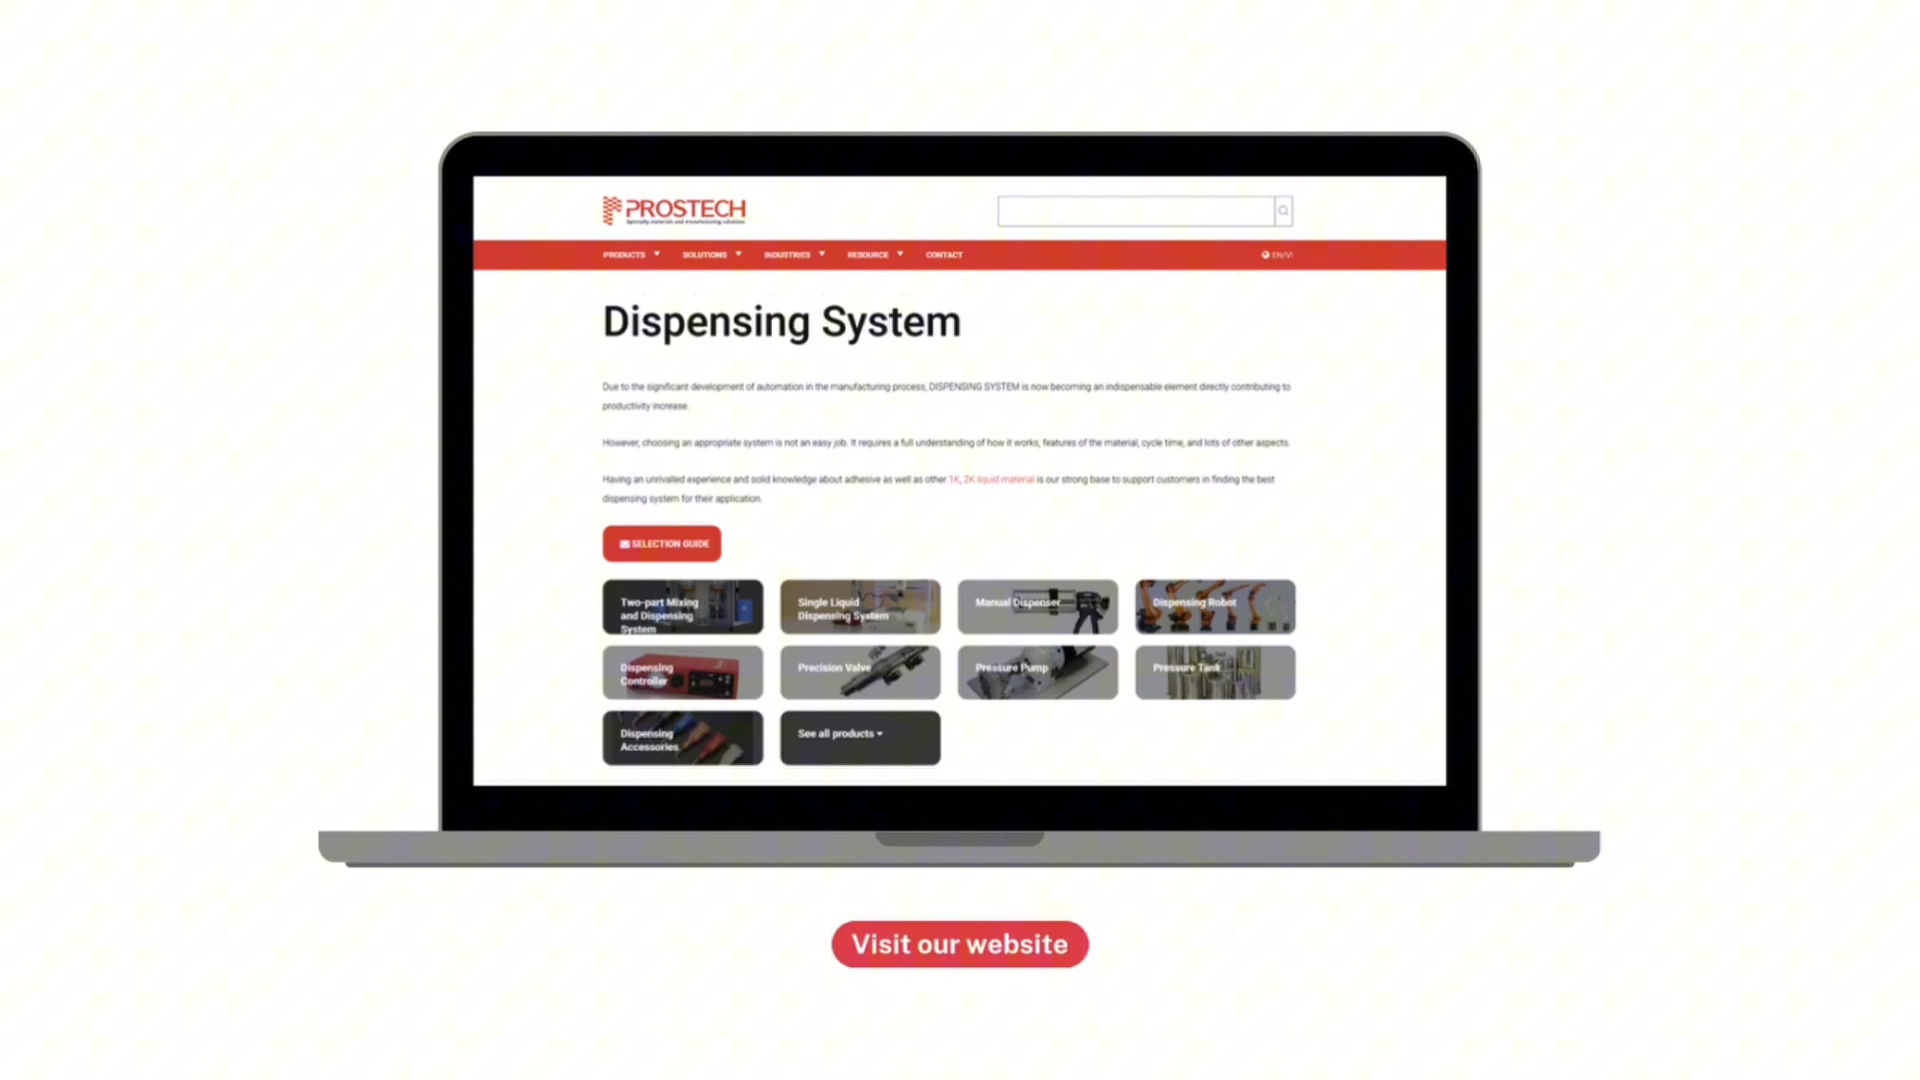 PROSTECH
Specialty materials and manufacturing solutions
PRODUCTS SOLUTIONS INDUSTRIES RESOURCE CONTACT EN/VI
Dispensing System
Due to the significant development of automation in the manufacturing process, DISPENSING SYSTEM is now becoming an indispensable element directly contributing to
productivity increase.
However, choosing an appropriate system is not an easy job. It requires a full understanding of how it works, features of the material, cycle time, and lots of other aspects.
Having an unrivalled experience and solid knowledge about adhesive as well as other 1K, 2K liquid material is our strong base to support customers in finding the best
dispensing system for their application.
SELECTION GUIDE
Two-part Mixing
and Dispensing
System
Single Liquid
Dispensing System
Manual Dispenser
Dispensing Robot
Dispensing
Controller
Precision Valve
Pressure Pump
Pressure Tank
Dispensing
Accessories
See all products
Visit our website